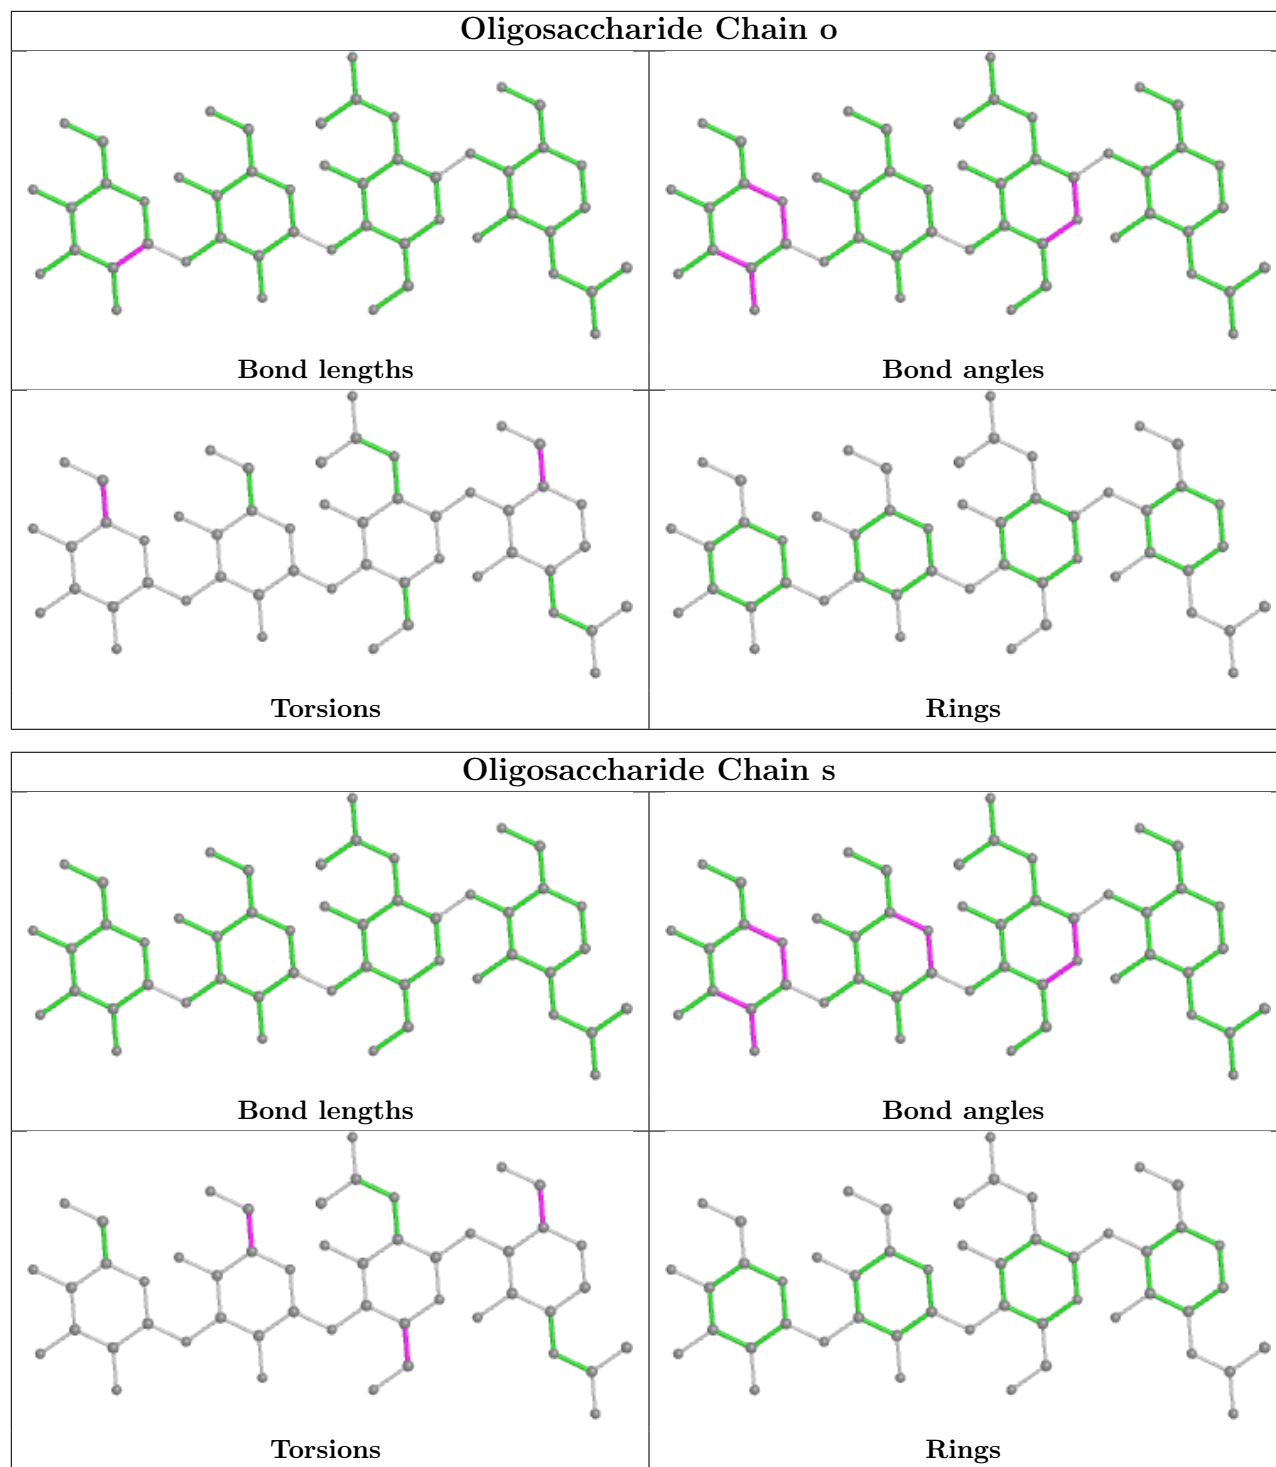 Oligosaccharide Chain o
Bond lengths
Bond angles
Torsions
Rings
Oligosaccharide Chain s
Bond lengths
Bond angles
Torsions
Rings